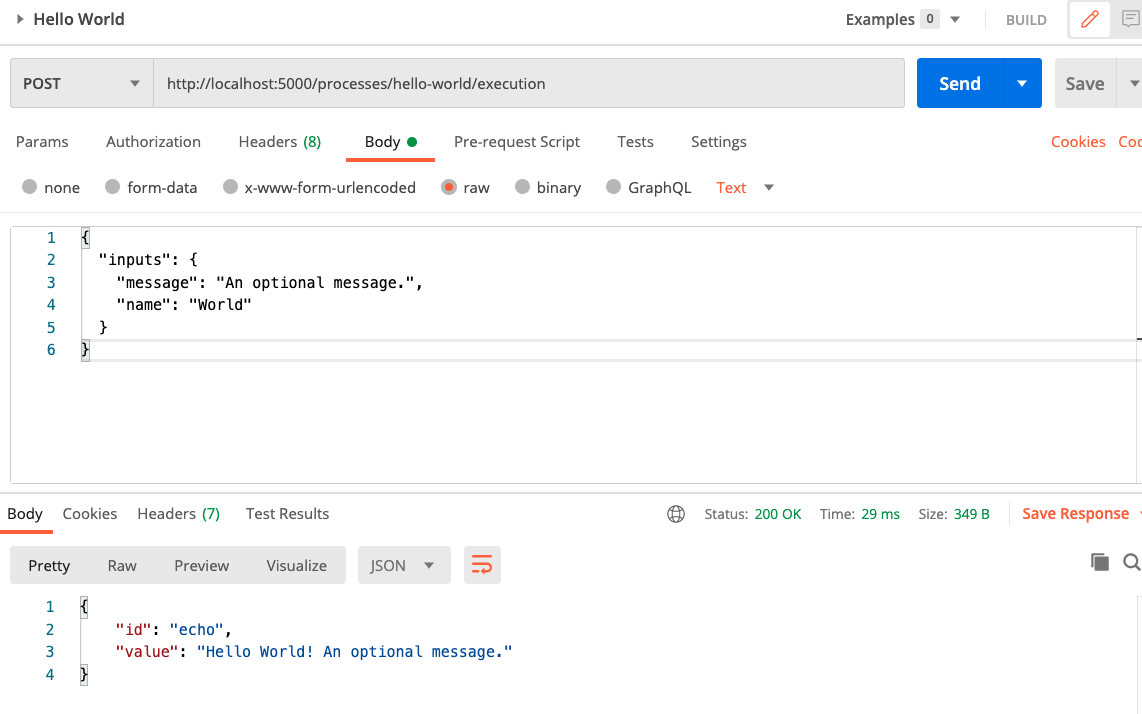 Hello World Examples 0 BUILD
POST http://localhost:5000/processes/hello-world/execution Send Save
Params Authorization Headers (8) Body Pre-request Script Tests Settings Cookies Coc
none form-data x-www-form-urlencoded raw binary GraphQL Text
1 {
2 "inputs": {
3 "message": "An optional message.",
4 "name": "World"
5 }
6 }
Body Cookies Headers (7) Test Results Status: 200 OK Time: 29 ms Size: 349 B Save Response
Pretty Raw Preview Visualize JSON
1 {
2 "id": "echo",
3 "value": "Hello World! An optional message."
4 }